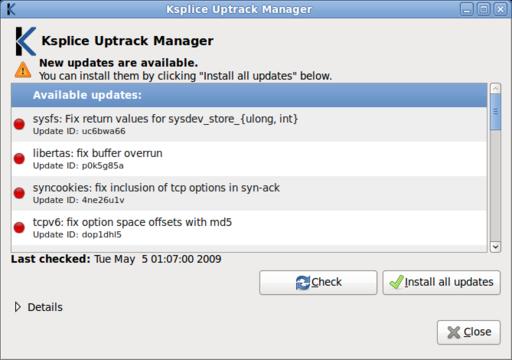 Ksplice Uptrack Manager
Ksplice Uptrack Manager
New updates are available.
You can install them by clicking "Install all updates" below.
Available updates:
sysfs: Fix return values for sysdev_store_{ulong, int}
Update ID: uc6bwa66
libertas: fix buffer overrun
Update ID: p0k5g85a
syncookies: fix inclusion of tcp options in syn-ack
Update ID: 4ne26u1v
tcpv6: fix option space offsets with md5
Update ID: dop1dhl5
Last checked: Tue May 5 01:07:00 2009
Check
Install all updates
Details
Close